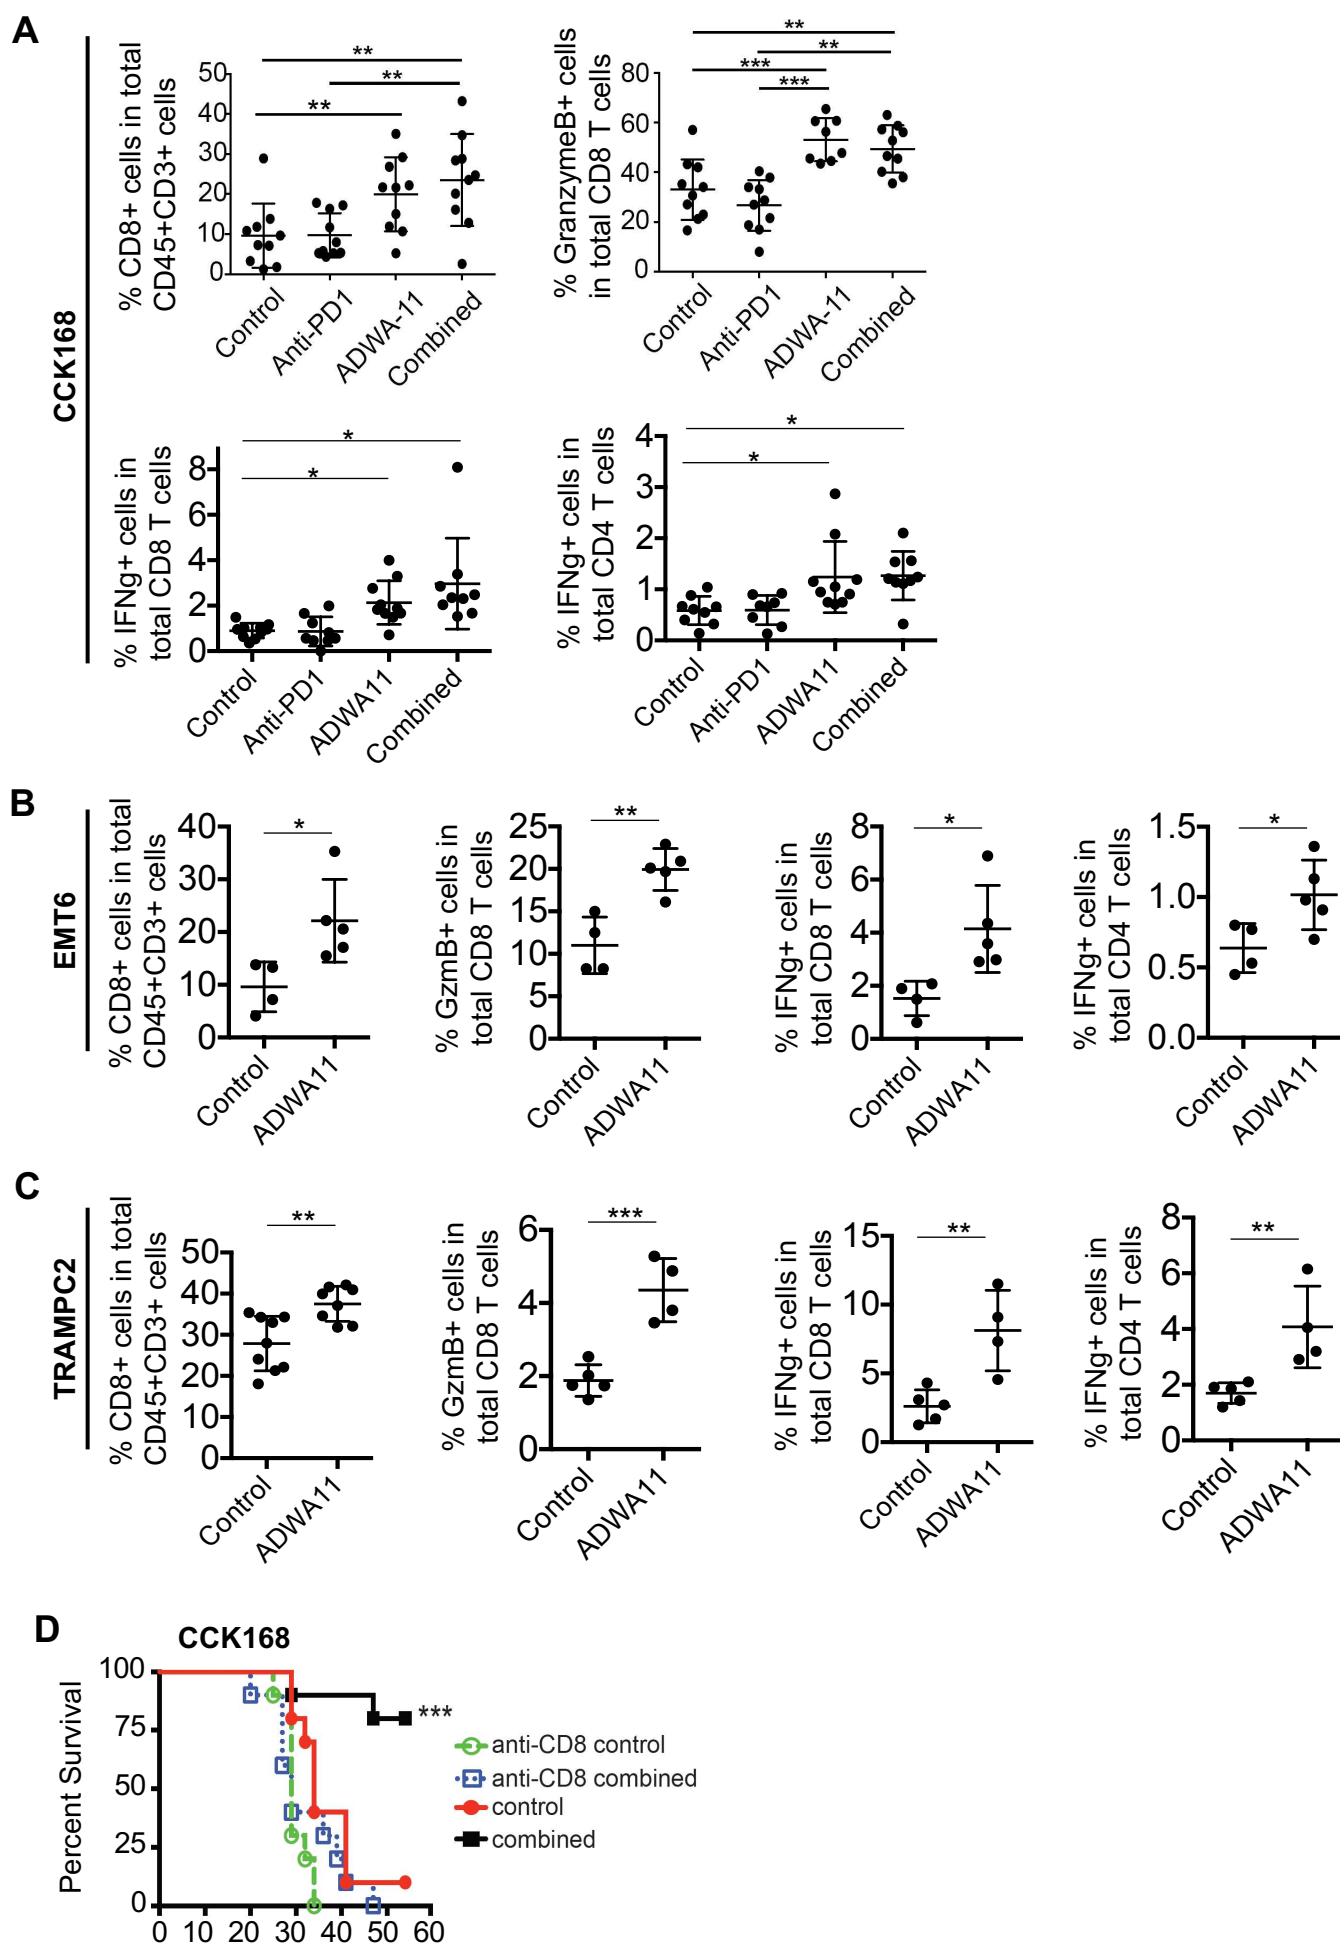 A
CCK168
% CD8+ cells in total
CD45+CD3+ cells
50
40
30
20
10
0
**
**
**
Control
Anti-PD1
ADWA-11
Combined
% GranzymeB+ cells
in total CD8 T cells
80
60
40
20
0
**
**
***
***
Control
Anti-PD1
ADWA-11
Combined
% IFNg+ cells in
total CD8 T cells
8
6
4
2
0
*
*
Control
Anti-PD1
ADWA11
Combined
% IFNg+ cells in
total CD4 T cells
4
3
2
1
0
*
*
Control
Anti-PD1
ADWA11
Combined
B
EMT6
% CD8+ cells in total
CD45+CD3+ cells
40
30
20
10
0
*
Control
ADWA11
% GzmB+ cells in
total CD8 T cells
25
20
15
10
5
0
**
Control
ADWA11
% IFNg+ cells in
total CD8 T cells
8
6
4
2
0
*
Control
ADWA11
% IFNg+ cells in
total CD4 T cells
1.5
1.0
0.5
0.0
*
Control
ADWA11
C
TRAMPC2
% CD8+ cells in total
CD45+CD3+ cells
50
40
30
20
10
0
**
Control
ADWA11
% GzmB+ cells in
total CD8 T cells
6
4
2
0
***
Control
ADWA11
% IFNg+ cells in
total CD8 T cells
15
10
5
0
**
Control
ADWA11
% IFNg+ cells in
total CD4 T cells
8
6
4
2
0
**
Control
ADWA11
D
CCK168
Percent Survival
100
75
50
25
0
0 10 20 30 40 50 60
***
anti-CD8 control
anti-CD8 combined
control
combined